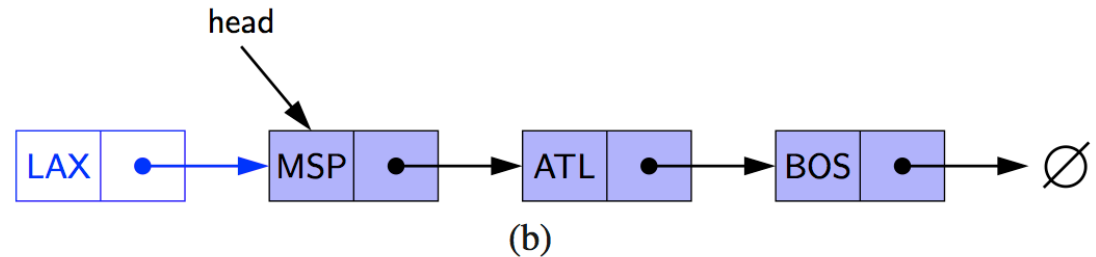 head
LAX MSP ATL BOS ∅
(b)